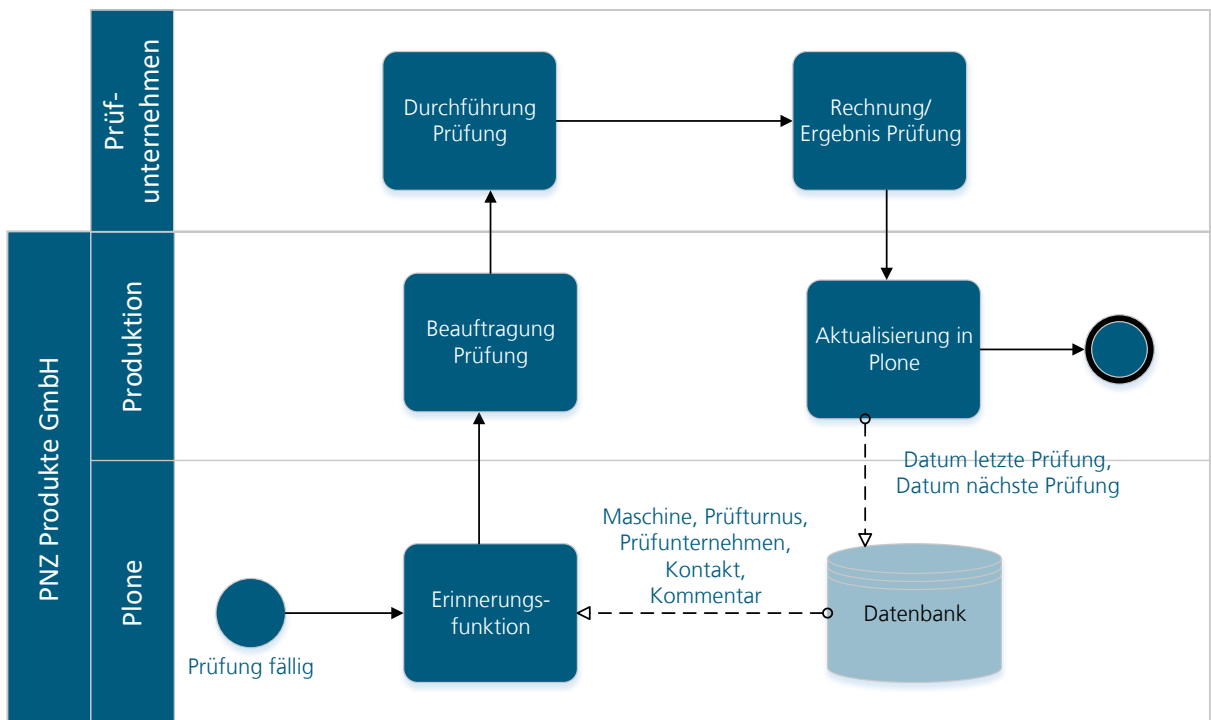 Prüf-
unternehmen
Durchführung
Prüfung
Rechnung/
Ergebnis Prüfung
PNZ Produkte GmbH
Produktion
Beauftragung
Prüfung
Aktualisierung in
Plone
Datum letzte Prüfung,
Datum nächste Prüfung
Plone
Prüfung fällig
Erinnerungs-
funktion
Maschine, Prüfturnus,
Prüfunternehmen,
Kontakt,
Kommentar
Datenbank